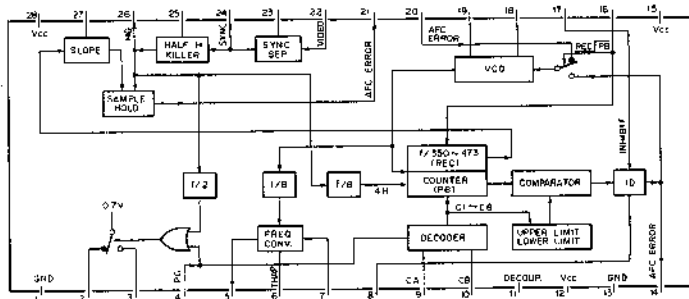 28 27 26 25 24 23 22 21 20 19 18 17 16 15
Vcc
HD
SYNC
VIDEO
AFC ERROR
AFC
ERROR
Vcc
SLOPE
HALF H
KILLER
SYNC
SEP
VCO
REC
PB
SAMPLE
HOLD
INHIBIT
f/350~473
(REC)
COUNTER
(PB)
f/2
1/8
f/8
4H
COMPARATOR
ID
C1~C8
0.7V
FREQ
CONV.
DECODER
UPPER LIMIT
LOWER LIMIT
AFC ERROR
GND
P.G.
CA
CB
DECOUP.
Vcc
GND
1 2 3 4 5 6 7 8 9 10 11 12 13 14